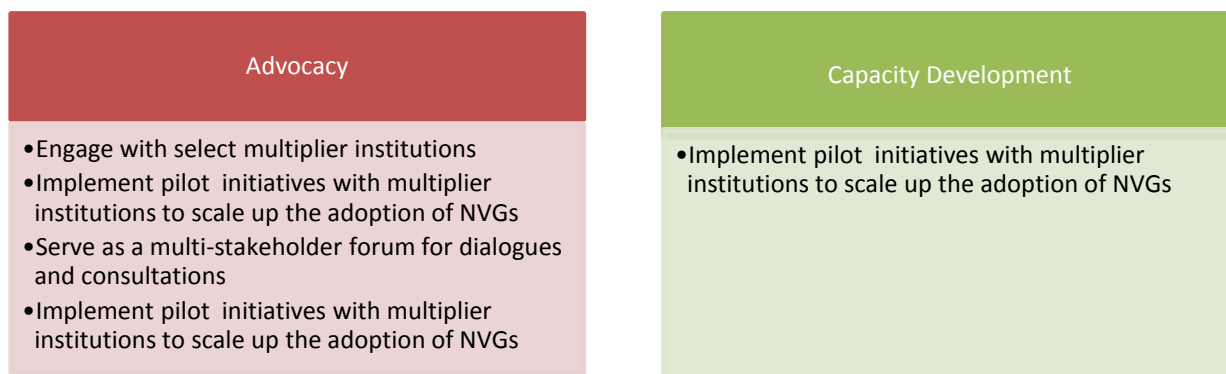 Advocacy
•Engage with select multiplier institutions
•Implement pilot  initiatives with multiplier
institutions to scale up the adoption of NVGs
•Serve as a multi-stakeholder forum for dialogues
and consultations
•Implement pilot  initiatives with multiplier
institutions to scale up the adoption of NVGs
Capacity Development
•Implement pilot  initiatives with multiplier
institutions to scale up the adoption of NVGs